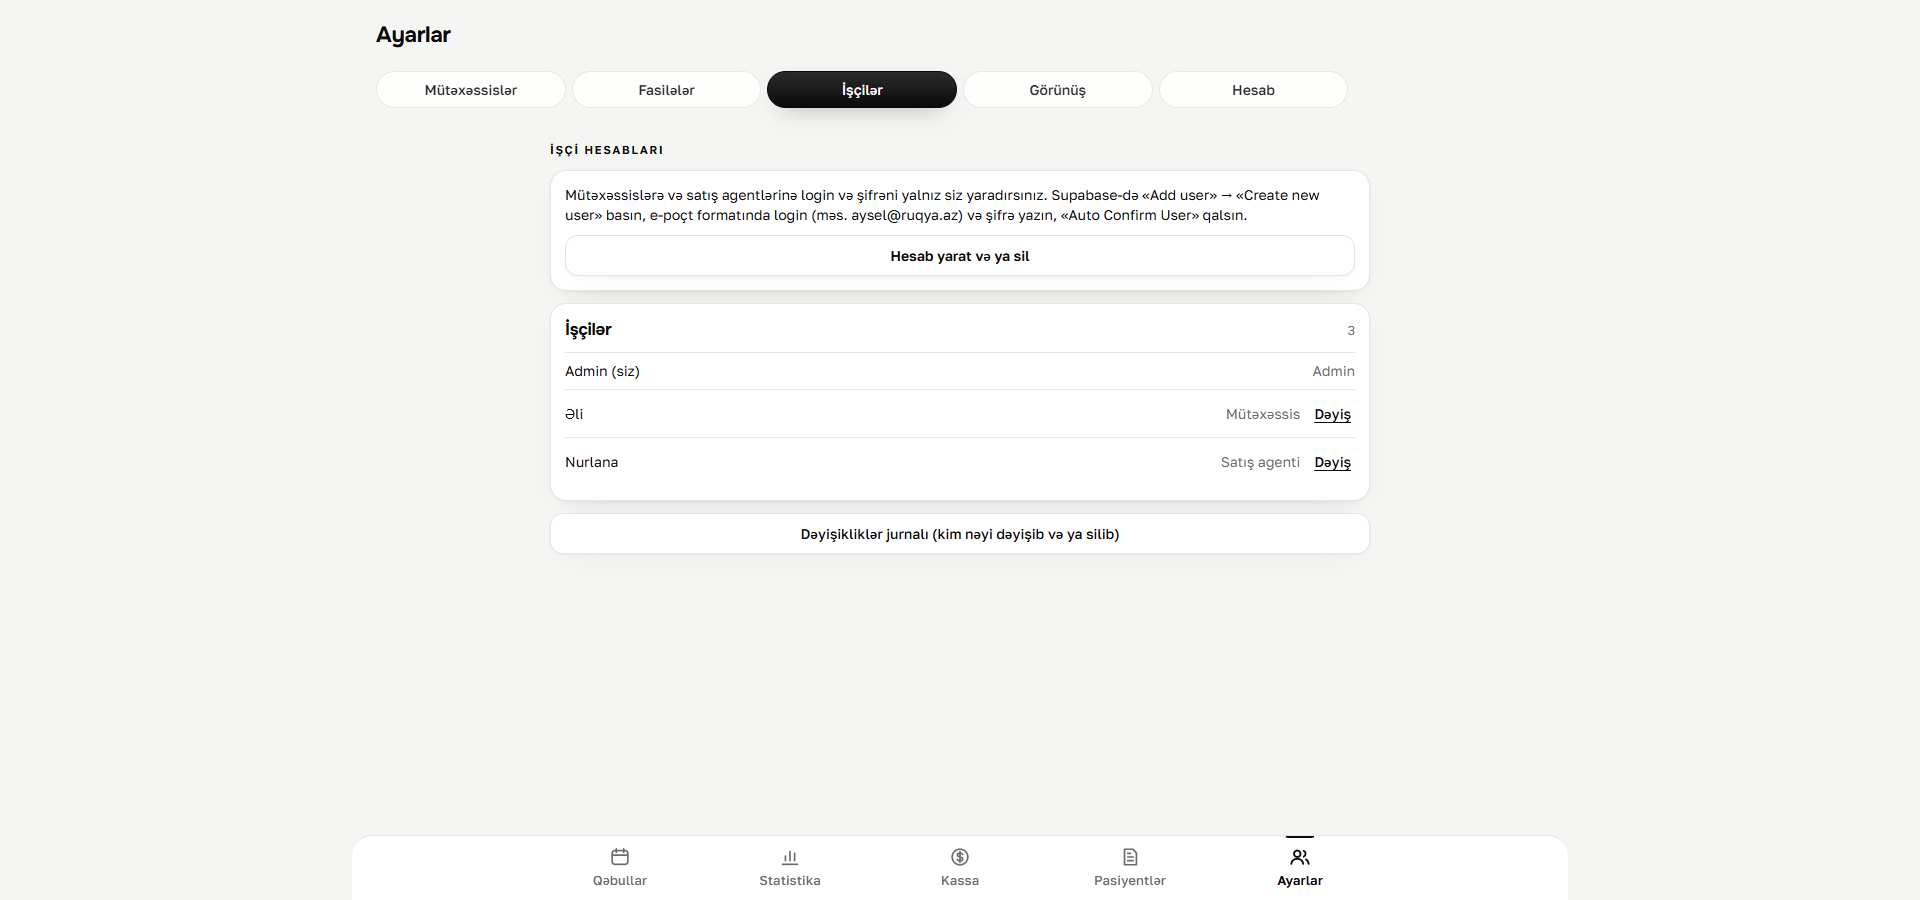 Ayarlar
Mütəxəssislər
Fasilələr
İşçilər
Görünüş
Hesab
İŞÇİ HESABLARI
Mütəxəssislərə və satış agentlərinə login və şifrəni yalnız siz yaradırsınız. Supabase-də «Add user» → «Create new
user» basın, e-poçt formatında login (məs. aysel@ruqya.az) və şifrə yazın, «Auto Confirm User» qalsın.
Hesab yarat və ya sil
İşçilər 3
Admin (siz) Admin
Əli Mütəxəssis Dəyiş
Nurlana Satış agenti Dəyiş
Dəyişikliklər jurnalı (kim nəyi dəyişib və ya silib)
Qəbullar
Statistika
Kassa
Pasiyentlər
Ayarlar